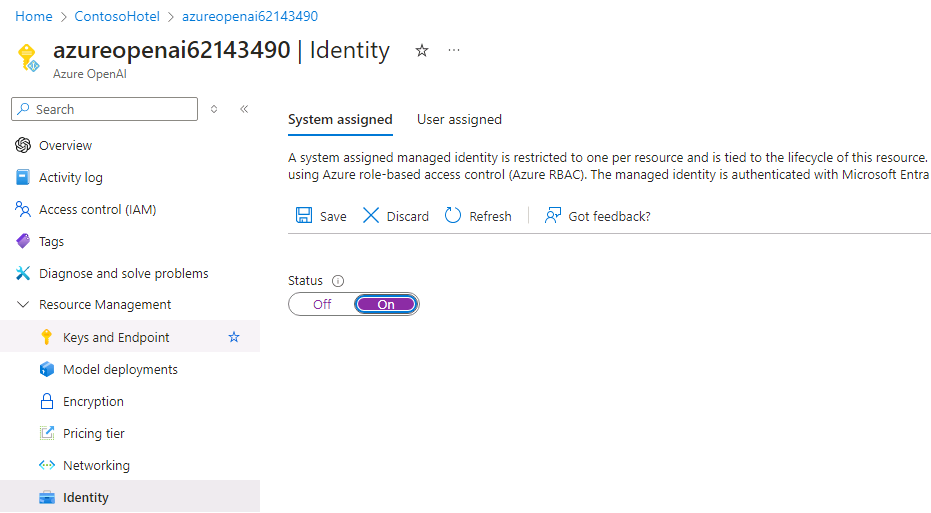 Home > ContosoHotel > azureopenai62143490
azureopenai62143490 | Identity
Azure OpenAI
Search
Overview
Activity log
Access control (IAM)
Tags
Diagnose and solve problems
Resource Management
Keys and Endpoint
Model deployments
Encryption
Pricing tier
Networking
Identity
System assigned User assigned
A system assigned managed identity is restricted to one per resource and is tied to the lifecycle of this resource.
using Azure role-based access control (Azure RBAC). The managed identity is authenticated with Microsoft Entra
Save Discard Refresh Got feedback?
Status
Off On